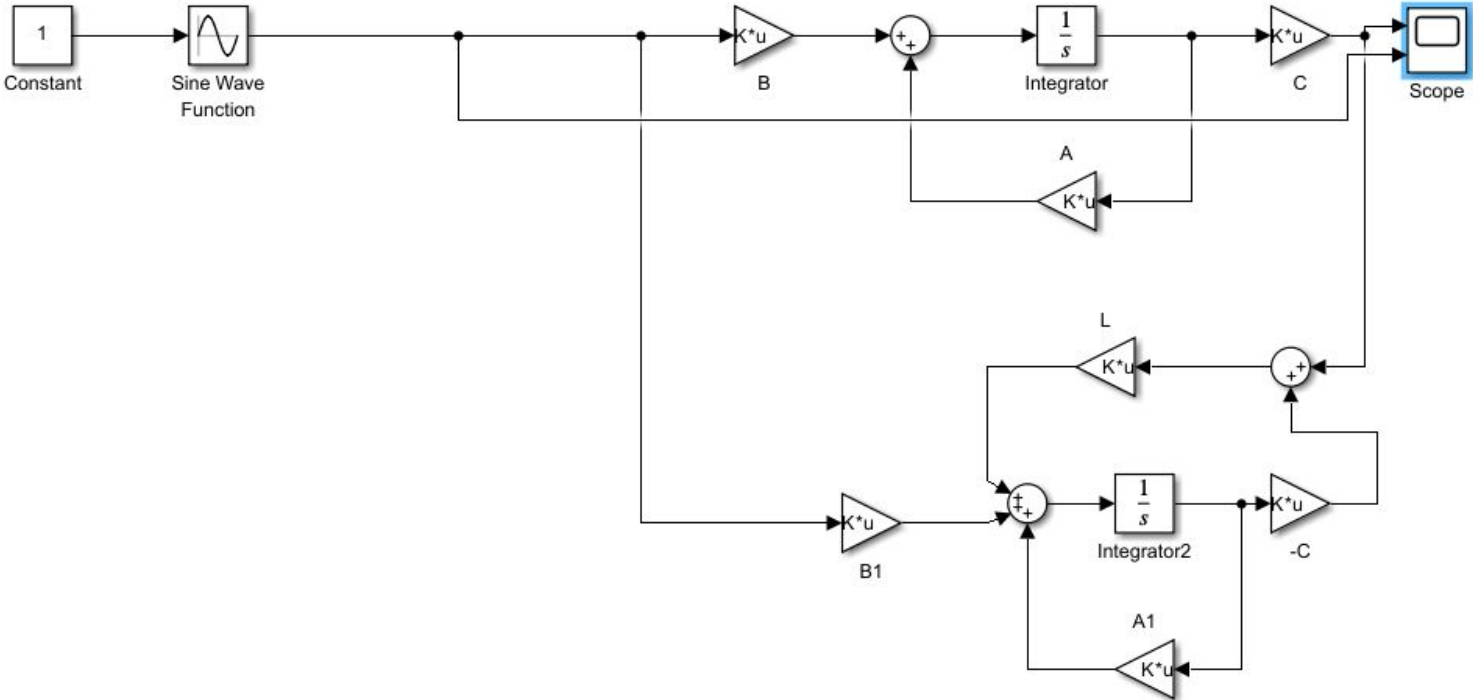 1
Constant
Sine Wave
Function
K*u
B
+
+
1
s
Integrator
K*u
C
Scope
A
K*u
L
K*u
+
+
K*u
B1
+
+
+
1
s
Integrator2
K*u
-C
A1
K*u